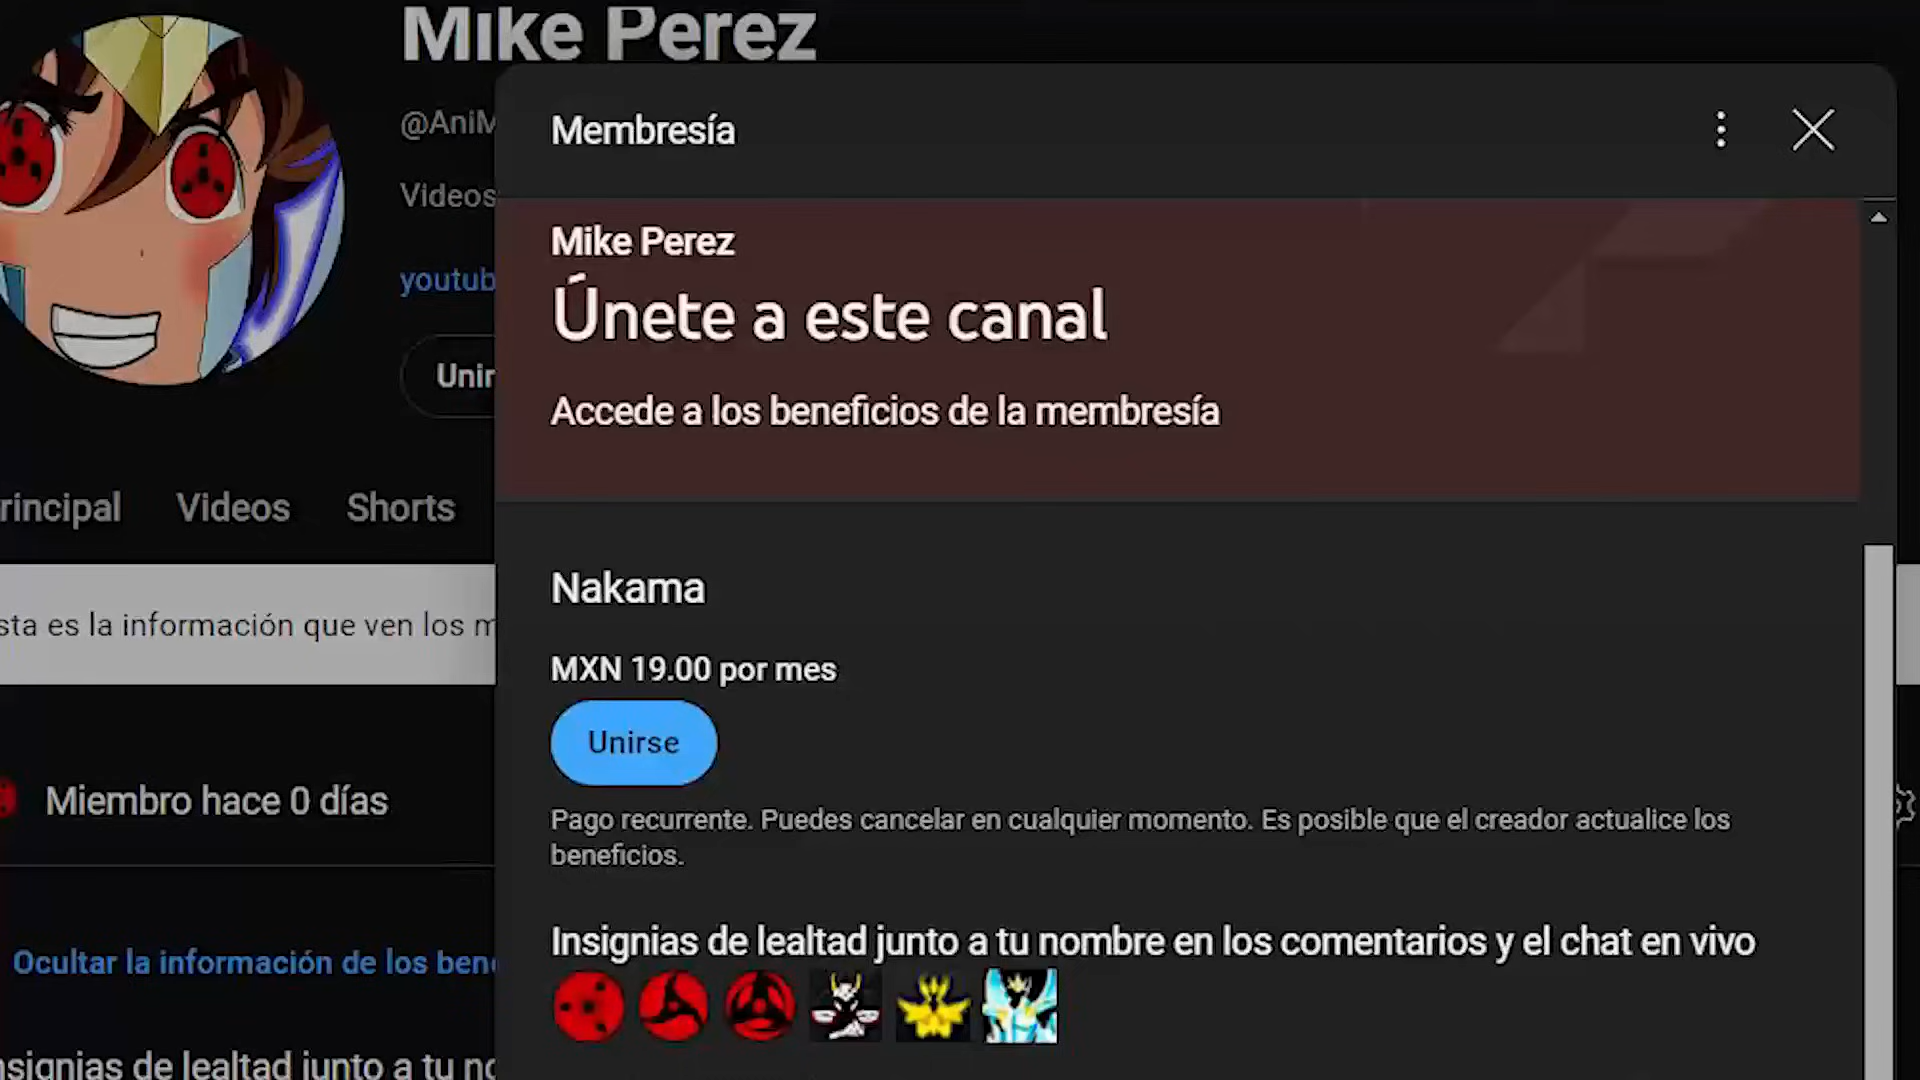 Mike Perez
@AniM
Videos
youtub
Unir
rincipal Videos Shorts
sta es la información que ven los m
Miembro hace 0 días
Ocultar la información de los ben
nsignias de lealtad junto a tu no
Membresía
Mike Perez
Únete a este canal
Accede a los beneficios de la membresía
Nakama
MXN 19.00 por mes
Unirse
Pago recurrente. Puedes cancelar en cualquier momento. Es posible que el creador actualice los
beneficios.
Insignias de lealtad junto a tu nombre en los comentarios y el chat en vivo